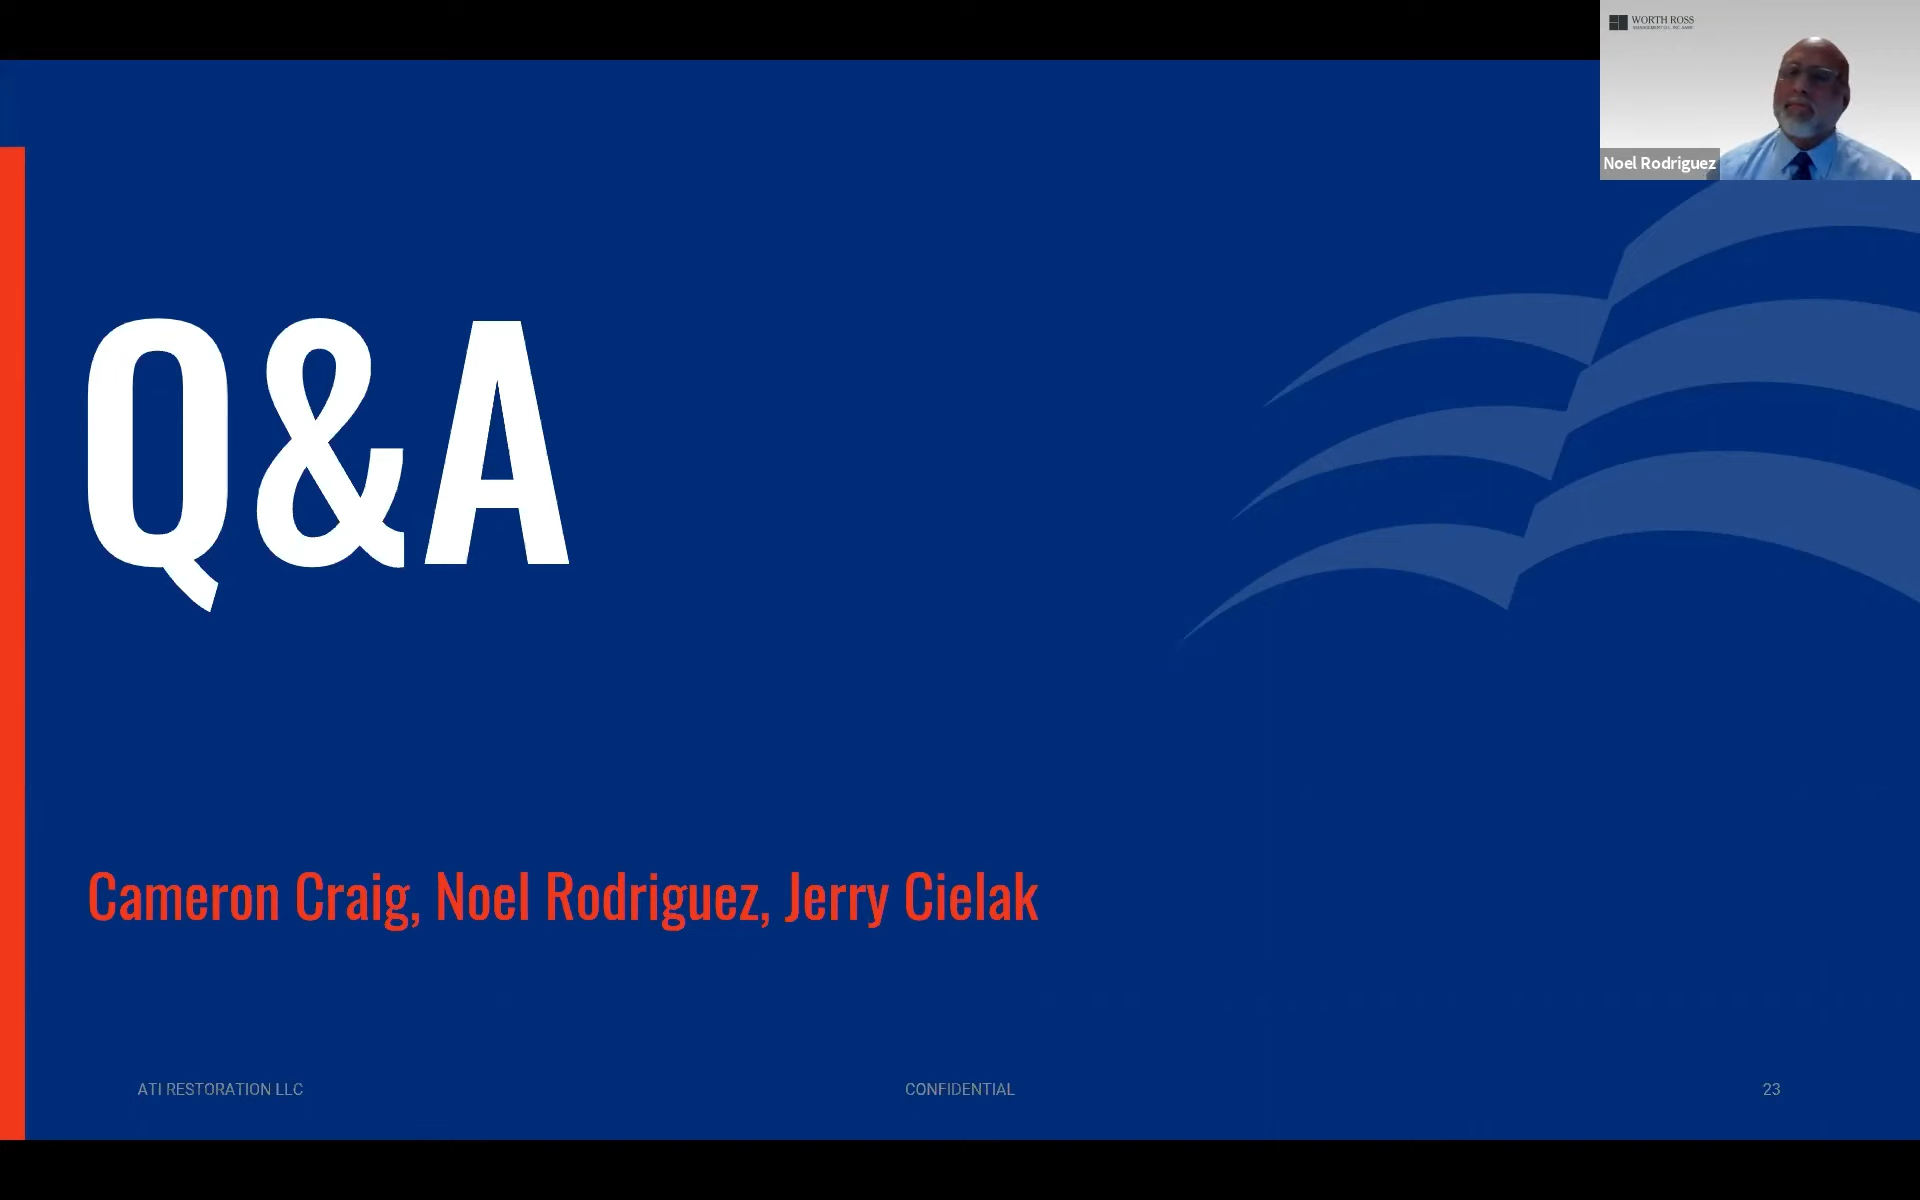 WORTH ROSS
Noel Rodriguez
Q&A
Cameron Craig, Noel Rodriguez, Jerry Cielak
ATI RESTORATION LLC
CONFIDENTIAL
23